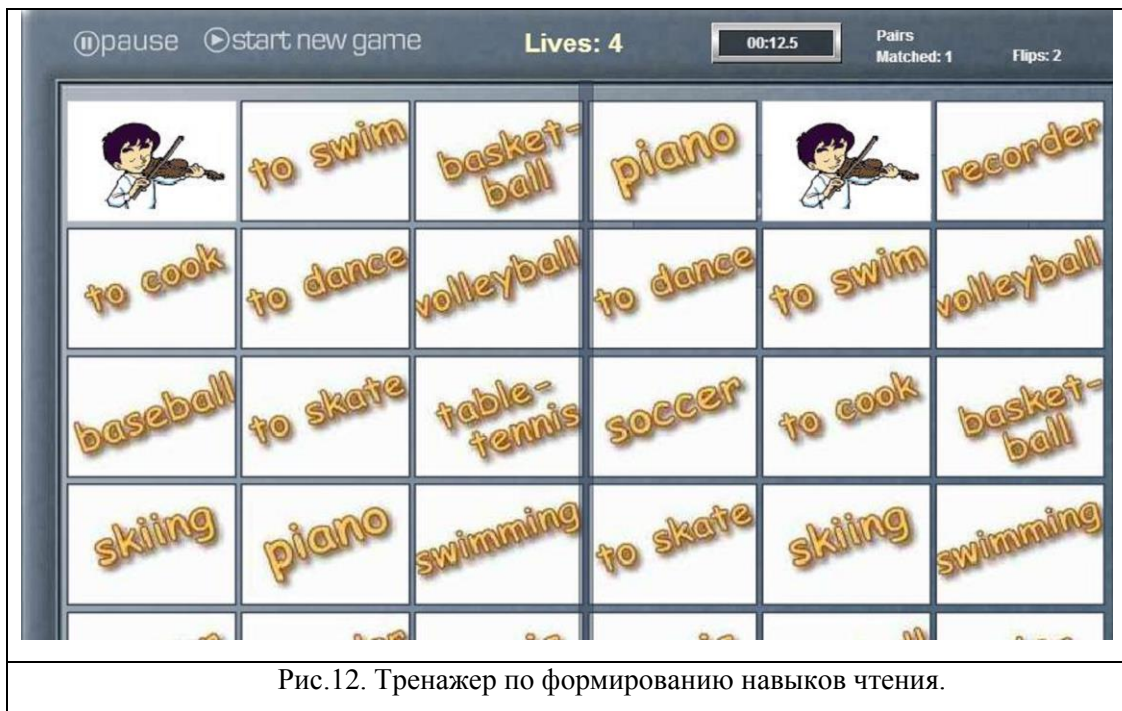 pause start new game Lives: 4 00:12.5 Pairs Matched: 1 Flips: 2
to swim basket-ball piano recorder
to cook to dance volleyball to dance to swim volleyball
baseball to skate table-tennis soccer to cook basket-ball
skiing piano swimming to skate skiing swimming
Рис.12. Тренажер по формированию навыков чтения.